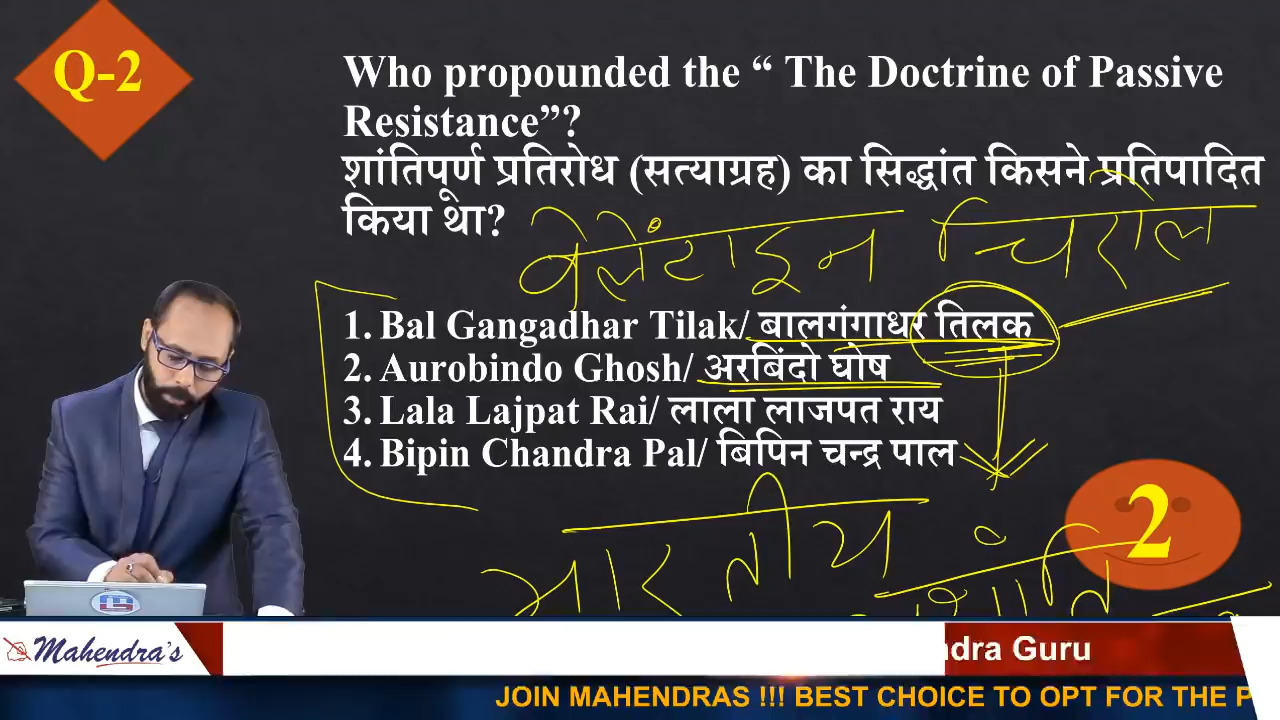 Q-2
Who propounded the “ The Doctrine of Passive
Resistance”?
शांतिपूर्ण प्रतिरोध (सत्याग्रह) का सिद्धांत किसने प्रतिपादित
किया था?
वेलेंटाइन चिरोल
1. Bal Gangadhar Tilak/ बालगंगाधर तिलक
2. Aurobindo Ghosh/ अरबिंदो घोष
3. Lala Lajpat Rai/ लाला लाजपत राय
4. Bipin Chandra Pal/ बिपिन चन्द्र पाल
2
भारतीय
Mahendra's
ndra Guru
JOIN MAHENDRAS !!! BEST CHOICE TO OPT FOR THE P